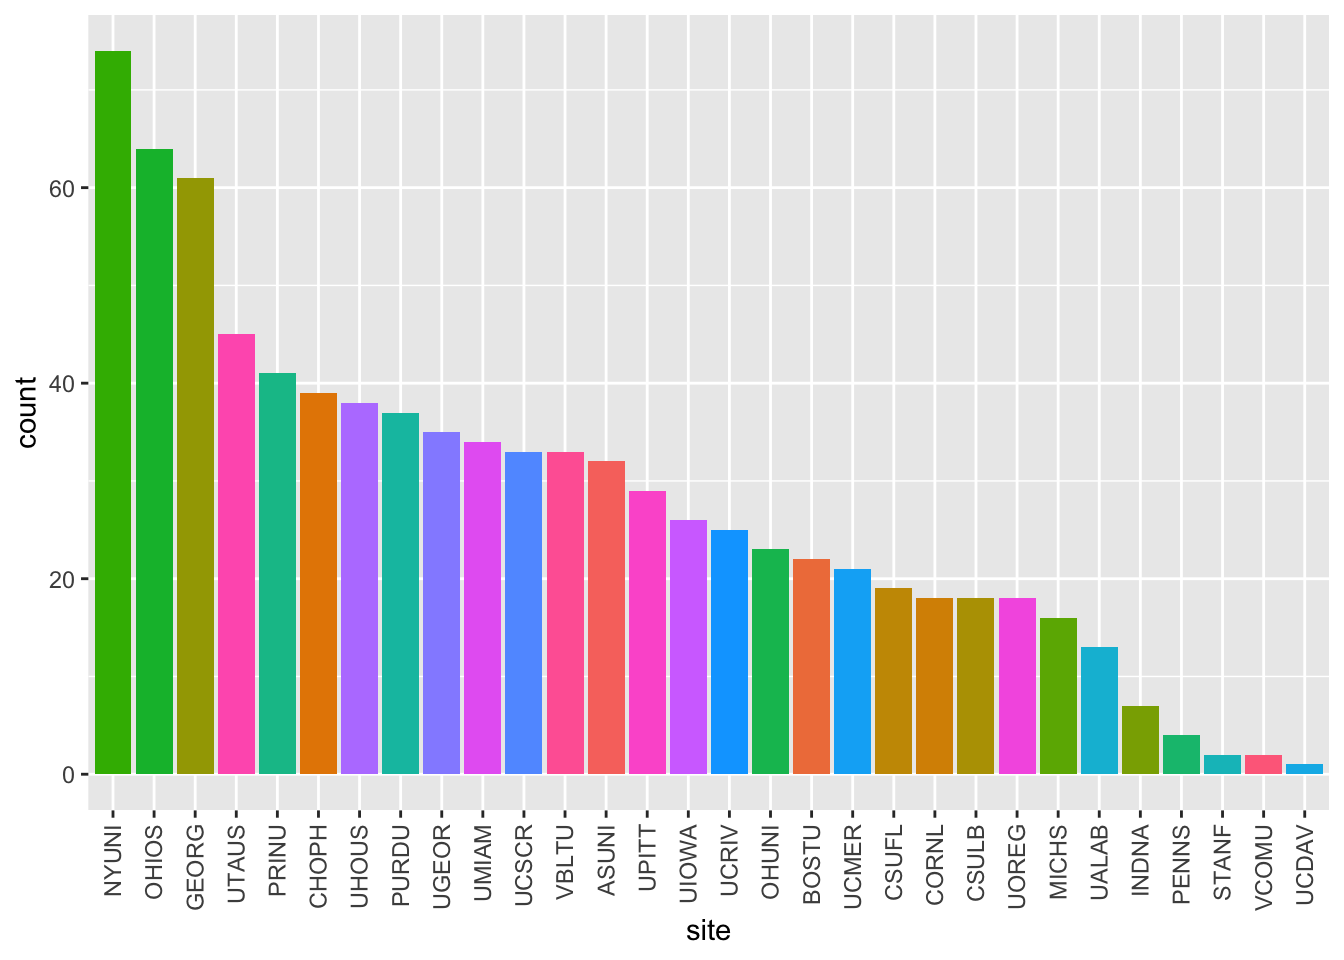 count
60
40
20
0
NYUNI
OHIOS
GEORG
UTAUS
PRINU
CHOPH
UHOUS
PURDU
UGEOR
UMIAM
UCSCR
VBLTU
ASUNI
UPITT
UIOWA
UCRIV
OHUNI
BOSTU
UCMER
CSUFL
CORNL
CSULB
UOREG
MICHS
UALAB
INDNA
PENNS
STANF
VCOMU
UCDAV
site